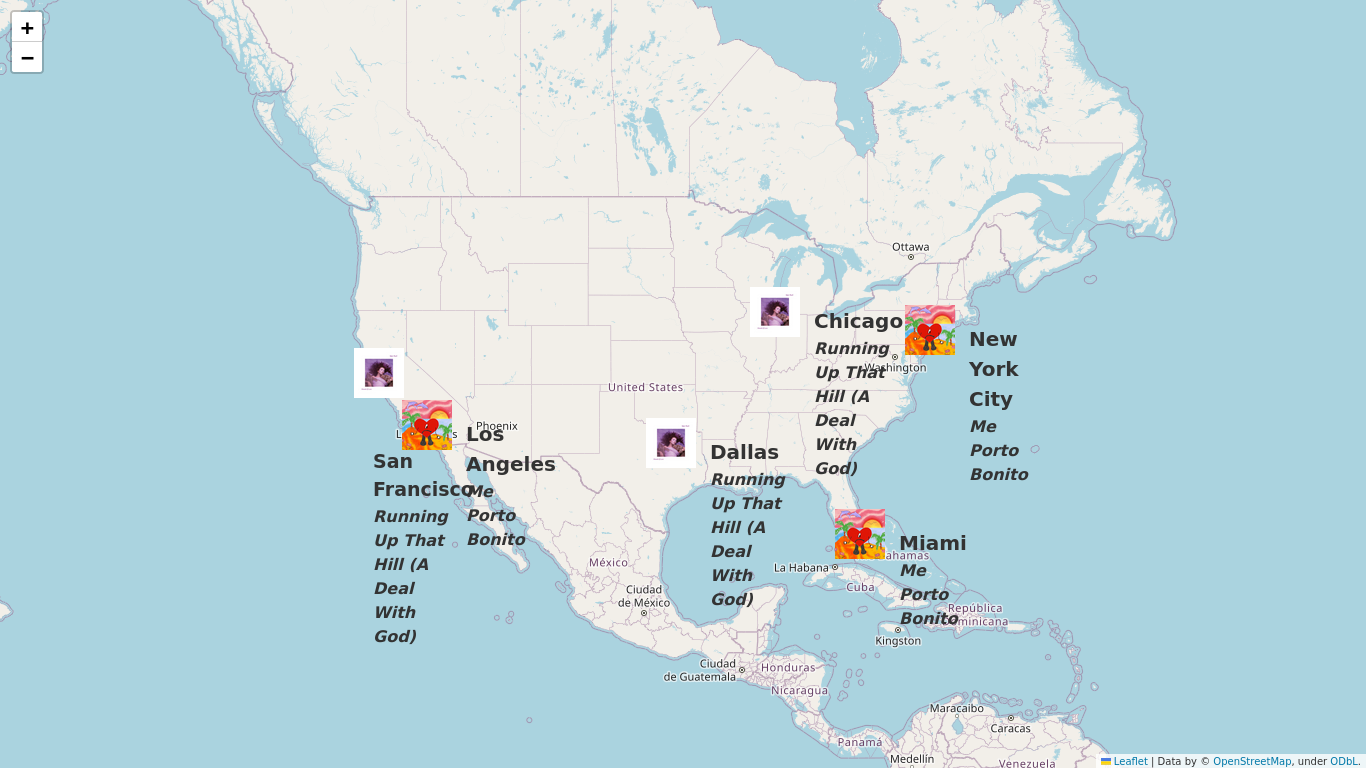 +
−
Ottawa
Chicago
Running
Up That
Hill (A
Deal
With
God)
New
York
City
Me
Porto
Bonito
Washington
United States
Phoenix
Los
Angeles
Me
Porto
Bonito
San
Francisco
Running
Up That
Hill (A
Deal
With
God)
Dallas
Running
Up That
Hill (A
Deal
With
God)
Miami
Me
Porto
Bonito
La Habana
Cuba
México
Ciudad
de México
República
Kingston
Ciudad
de Guatemala
Honduras
Nicaragua
Maracaibo
Caracas
Panamá
Medellín
Venezuela
Leaflet | Data by © OpenStreetMap, under ODbL.